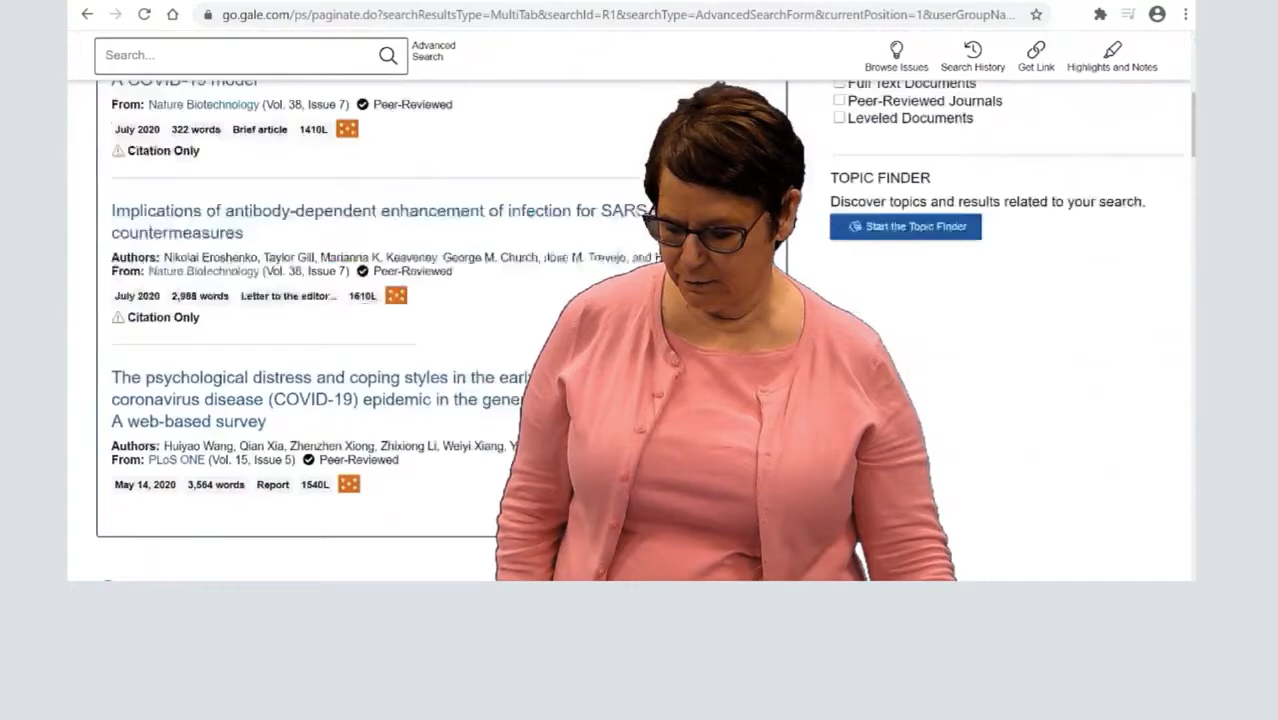 go.gale.com/ps/paginate.do?searchResultsType=MultiTab&searchId=R1&searchType=AdvancedSearchForm&currentPosition=1&userGroupNa...
Search...
Advanced
Search
Browse Issues
Search History
Get Link
Highlights and Notes
A COVID-19 model
From: Nature Biotechnology (Vol. 38, Issue 7) Peer-Reviewed
July 2020 322 words Brief article 1410L
Citation Only
Implications of antibody-dependent enhancement of infection for SARS-
countermeasures
Authors: Nikolai Eroshenko, Taylor Gill, Marianna K. Keaveney, George M. Church, Jose M. Trevejo, and
From: Nature Biotechnology (Vol. 38, Issue 7) Peer-Reviewed
July 2020 2,988 words Letter to the editor... 1610L
Citation Only
The psychological distress and coping styles in the
coronavirus disease (COVID-19) epidemic in the
A web-based survey
Authors: Huiyao Wang, Qian Xia, Zhenzhen Xiong, Zhixiong Li, Weiyi Xiang,
From: PLoS ONE (Vol. 15, Issue 5) Peer-Reviewed
May 14, 2020 3,564 words Report 1540L
Full Text Documents
Peer-Reviewed Journals
Leveled Documents
TOPIC FINDER
Discover topics and results related to your search.
Start the Topic Finder